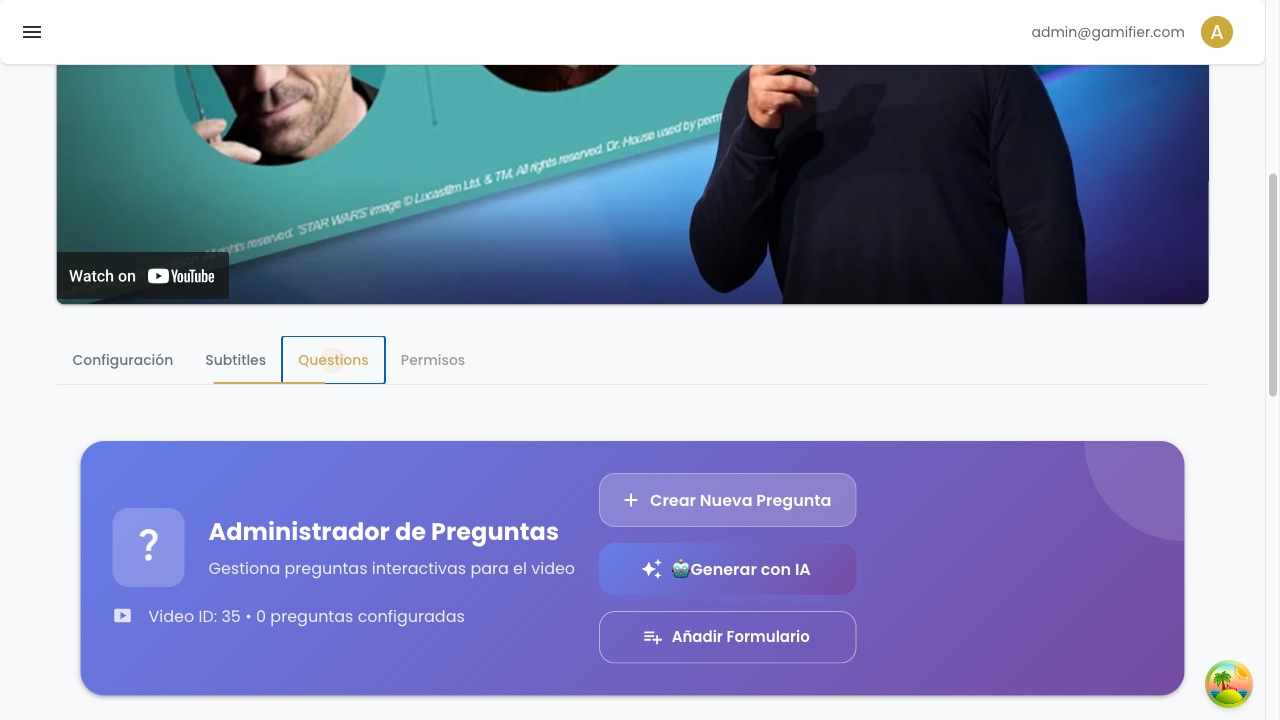 admin@gamifier.com
A
ghts reserved. 'STAR WARS' image © Lucasfilm Ltd. & TM, All rights reserved. Dr. House used by perm
Watch on YouTube
Configuración
Subtitles
Questions
Permisos
?
Administrador de Preguntas
Gestiona preguntas interactivas para el video
Video ID: 35 • 0 preguntas configuradas
Crear Nueva Pregunta
Generar con IA
Añadir Formulario